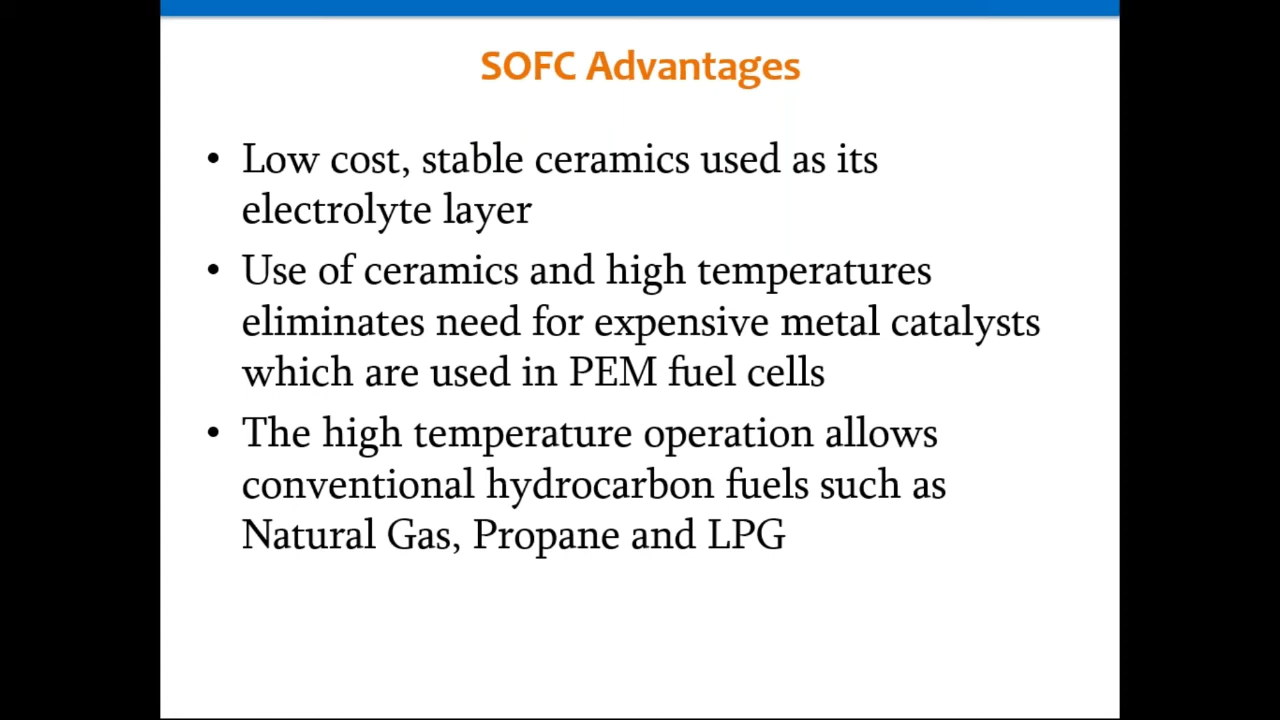 SOFC Advantages
• Low cost, stable ceramics used as its
electrolyte layer
• Use of ceramics and high temperatures
eliminates need for expensive metal catalysts
which are used in PEM fuel cells
• The high temperature operation allows
conventional hydrocarbon fuels such as
Natural Gas, Propane and LPG